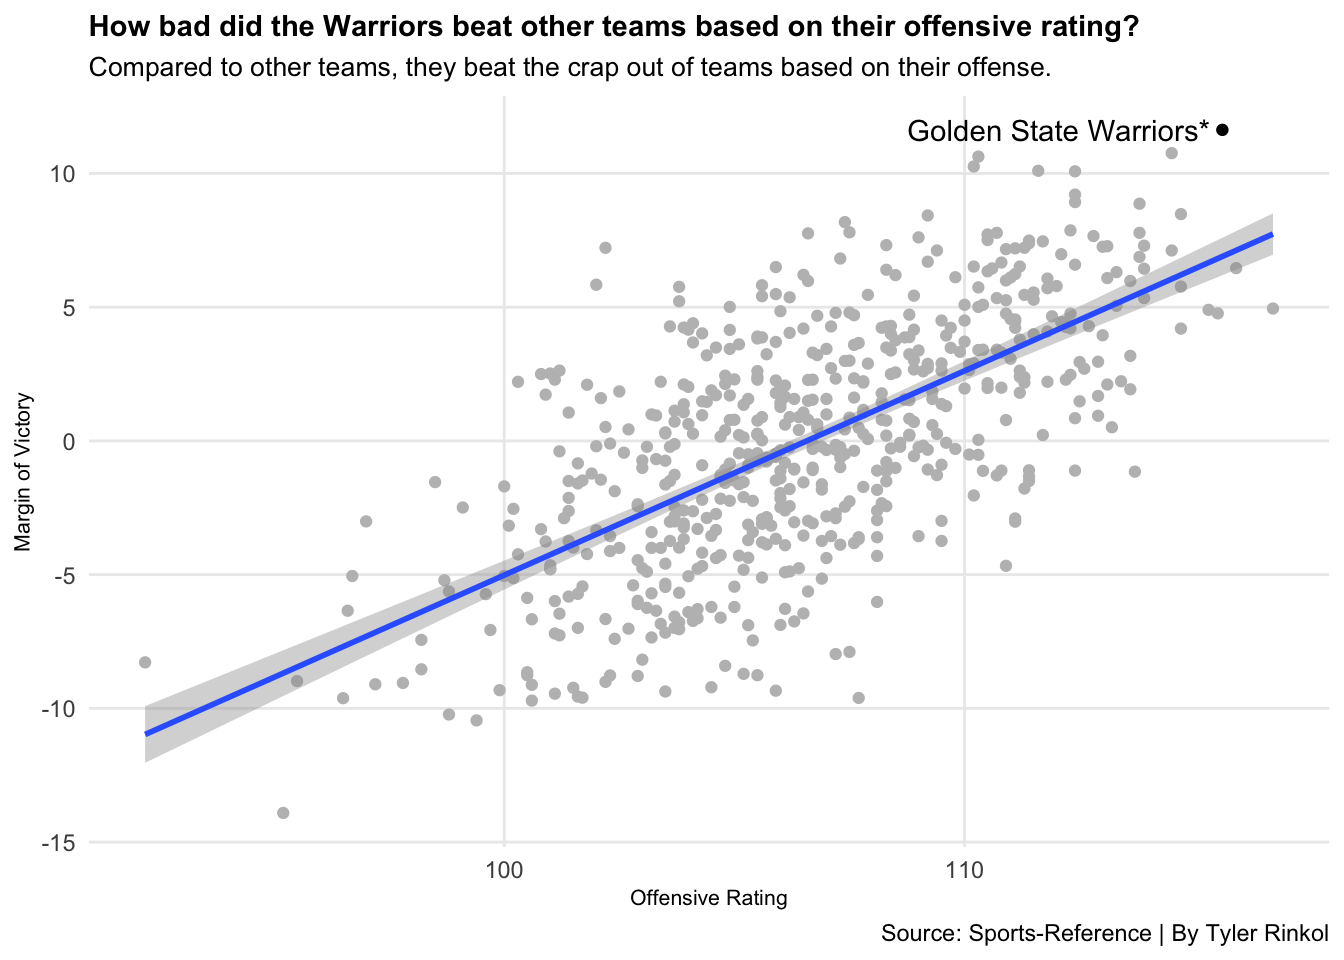 How bad did the Warriors beat other teams based on their offensive rating?
Compared to other teams, they beat the crap out of teams based on their offense.
Golden State Warriors*
10
5
0
-5
-10
-15
Margin of Victory
100 110
Offensive Rating
Source: Sports-Reference | By Tyler Rinkol